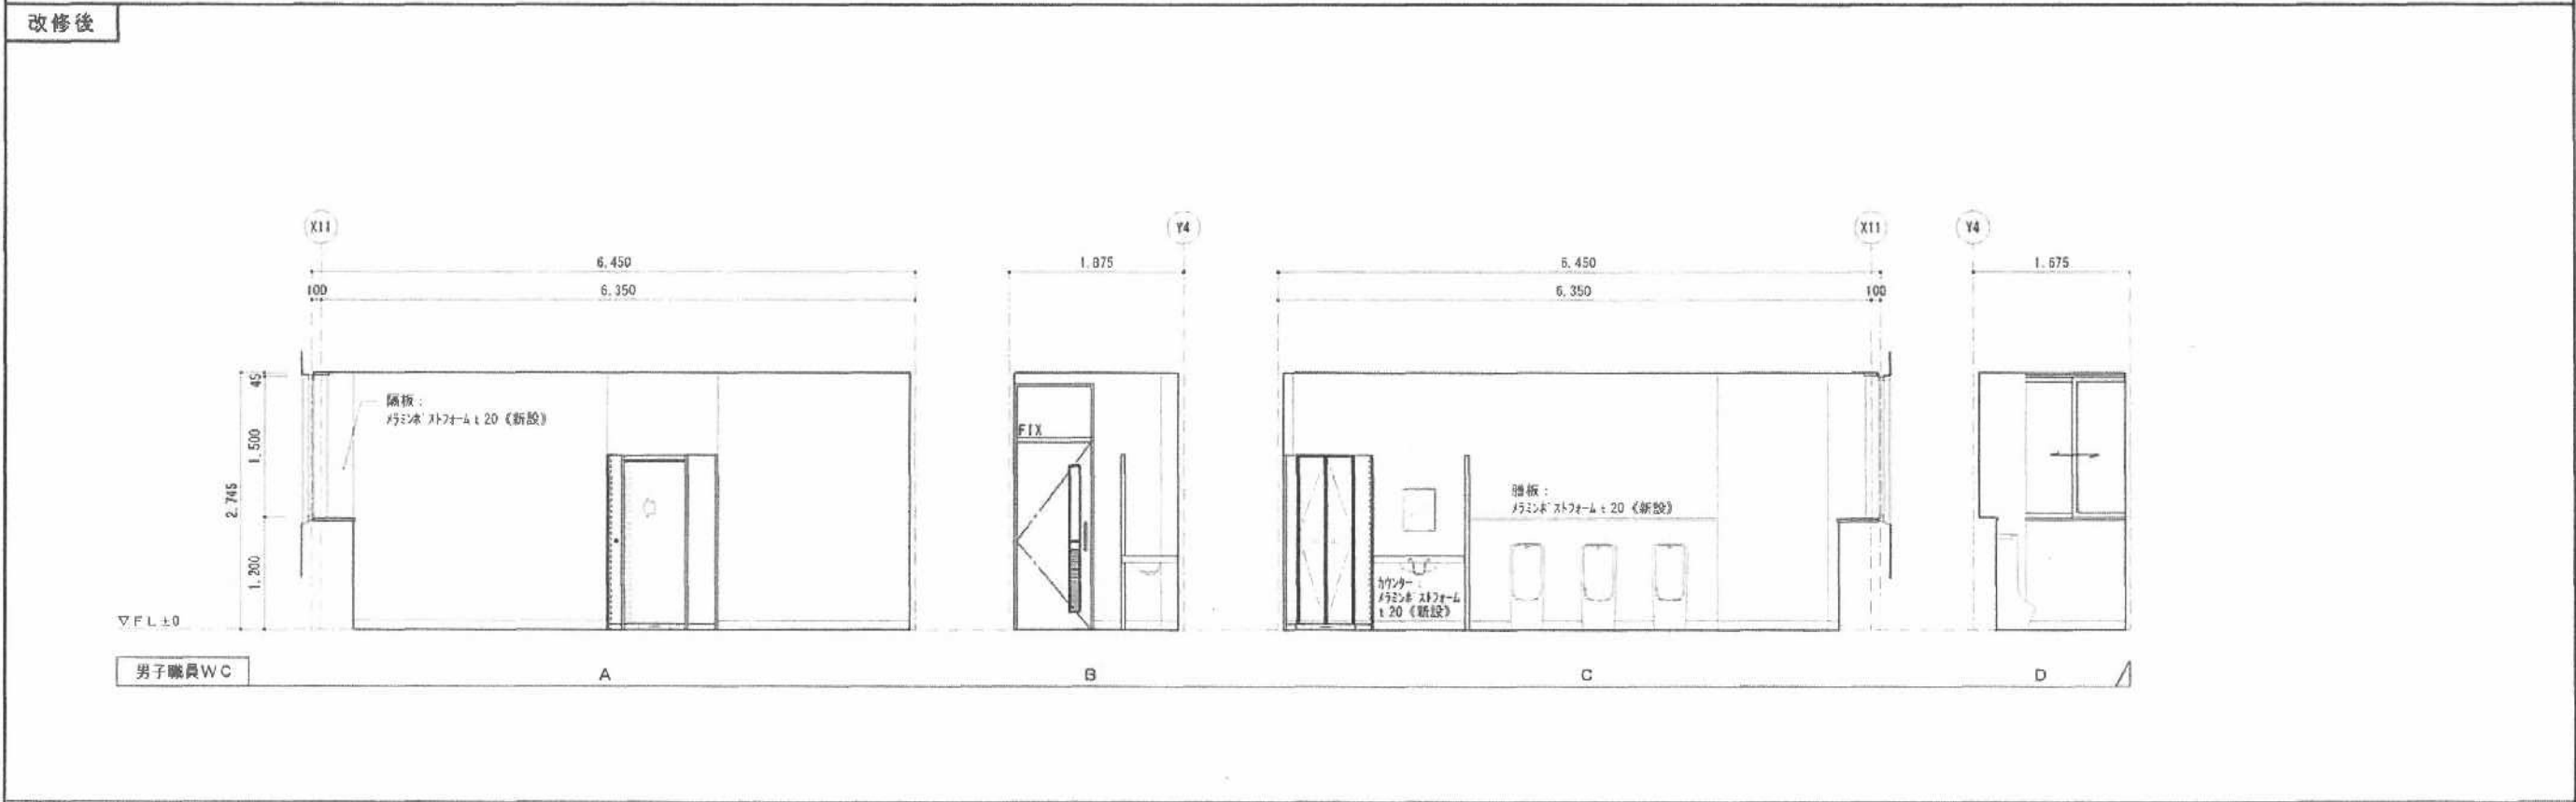 改修後
X11
Y4
X11
Y4
6,450
1,875
6,450
1,675
100
6,350
6,350
100
45
1,500
2,745
1,200
隔板：
メラミンポストフォーム t 20 《新設》
FIX
腰板：
メラミンポストフォーム t 20 《新設》
カウンター：
メラミンポストフォーム
t 20 《新設》
▽FL±0
男子職員WC
A
B
C
D